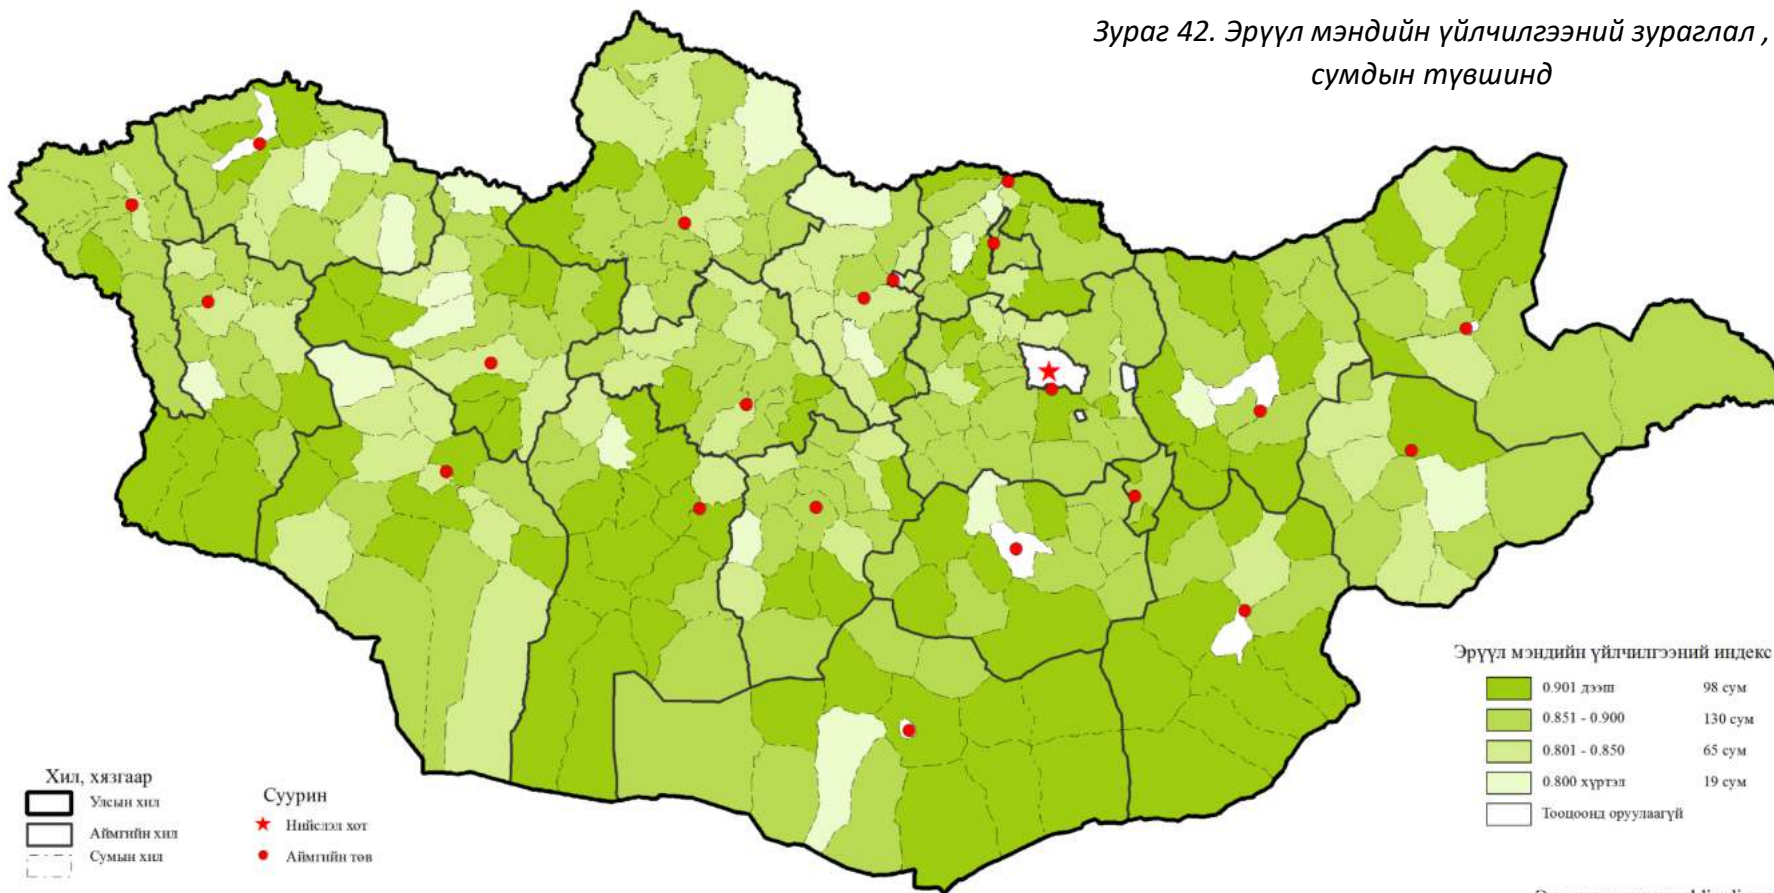 Зураг 42. Эрүүл мэндийн үйлчилгээний зураглал ,
сумдын түвшинд
Эрүүл мэндийн үйлчилгээний индекс
0.901 дээш 98 сум
0.851 - 0.900 130 сум
0.801 - 0.850 65 сум
0.800 хүртэл 19 сум
Тооцоонд оруулаагүй
Хил, хязгаар
Улсын хил
Аймгийн хил
Сумын хил
Суурин
Нийслэл хот
Аймгийн төв